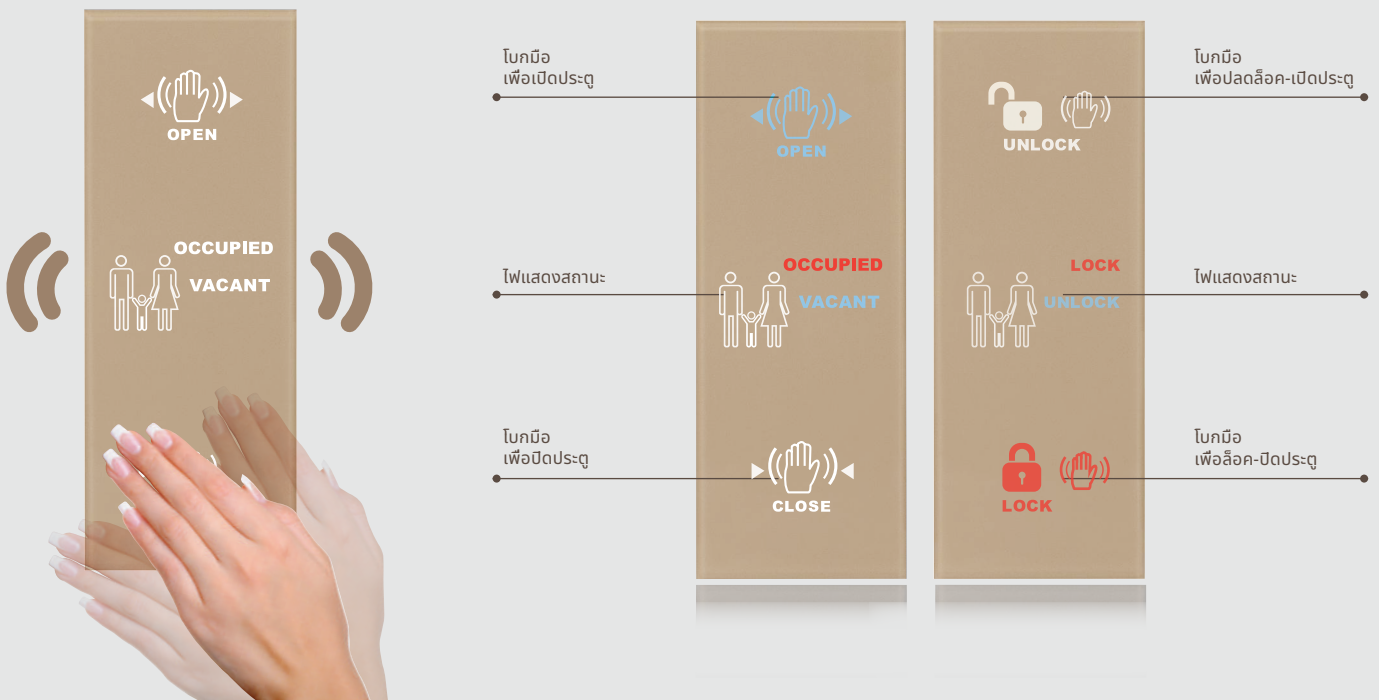 OPEN
OCCUPIED
VACANT
โบกมือ
เพื่อเปิดประตู
ไฟแสดงสถานะ
โบกมือ
เพื่อปิดประตู
OPEN
OCCUPIED
VACANT
CLOSE
UNLOCK
LOCK
UNLOCK
LOCK
โบกมือ
เพื่อปลดล็อค-เปิดประตู
ไฟแสดงสถานะ
โบกมือ
เพื่อล็อค-ปิดประตู